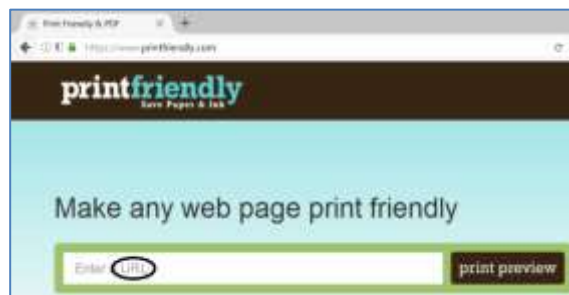 Print Friendly & PDF
https://www.printfriendly.com
printfriendly
Save Paper & Ink
Make any web page print friendly
Enter URL
print preview